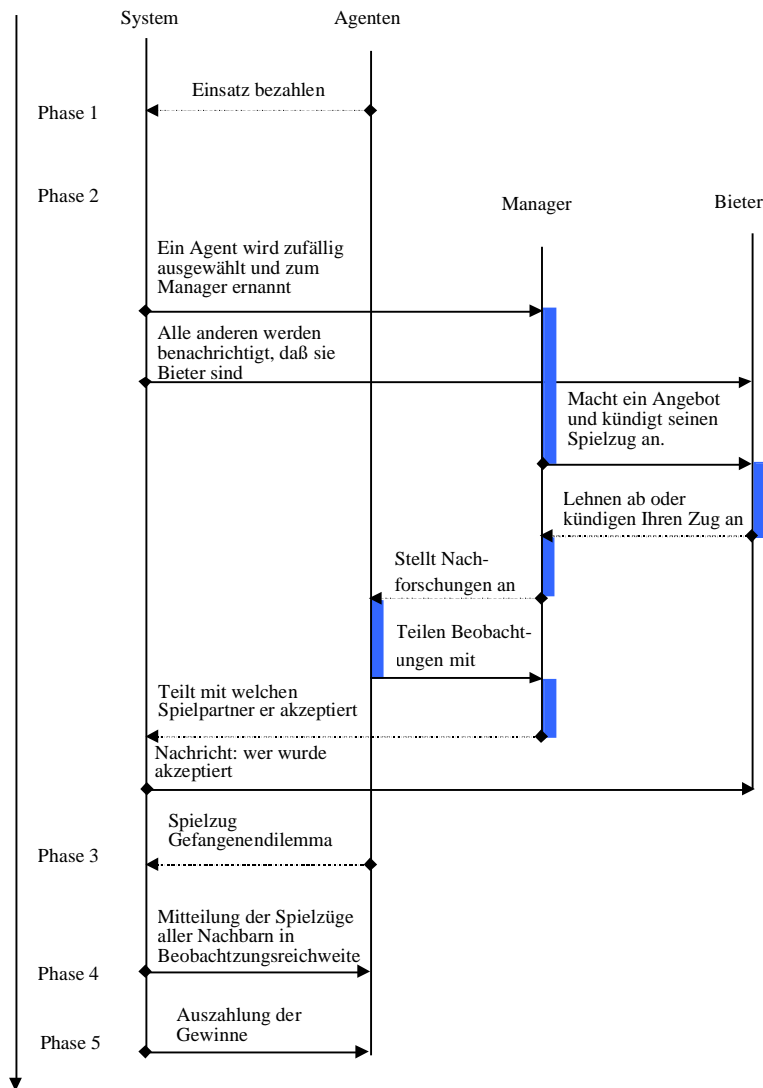 System
Agenten
Einsatz bezahlen
Phase 1
Phase 2
Manager
Bieter
Ein Agent wird zufällig
ausgewählt und zum
Manager ernannt
Alle anderen werden
benachrichtigt, daß sie
Bieter sind
Macht ein Angebot
und kündigt seinen
Spielzug an.
Lehnen ab oder
kündigen Ihren Zug an
Stellt Nach-
forschungen an
Teilen Beobacht-
ungen mit
Teilt mit welchen
Spielpartner er akzeptiert
Nachricht: wer wurde
akzeptiert
Spielzug
Gefangenendilemma
Phase 3
Mitteilung der Spielzüge
aller Nachbarn in
Beobachtzungsreichweite
Phase 4
Auszahlung der
Gewinne
Phase 5